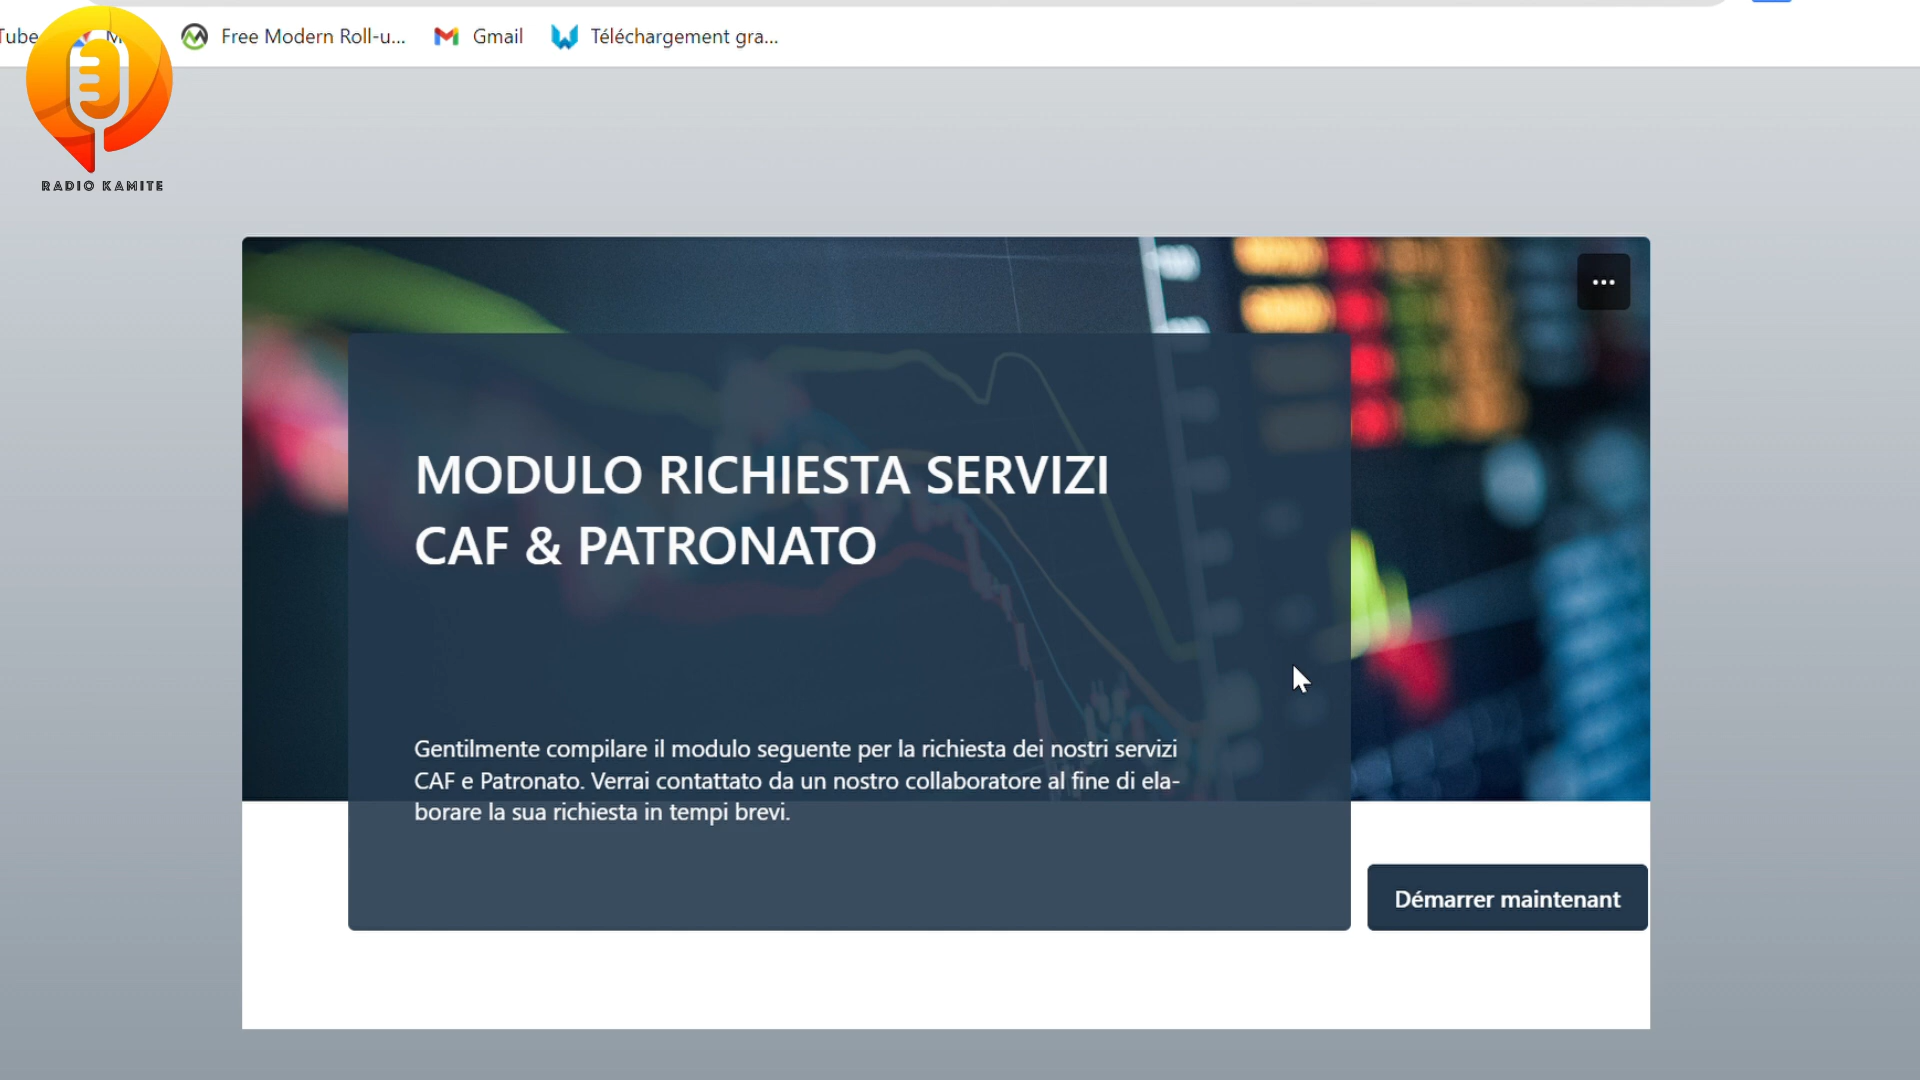 Tube
Free Modern Roll-u...
Gmail
Téléchargement gra...
RADIO KAMITE
MODULO RICHIESTA SERVIZI
CAF & PATRONATO
Gentilmente compilare il modulo seguente per la richiesta dei nostri servizi
CAF e Patronato. Verrai contattato da un nostro collaboratore al fine di ela-
borare la sua richiesta in tempi brevi.
Démarrer maintenant